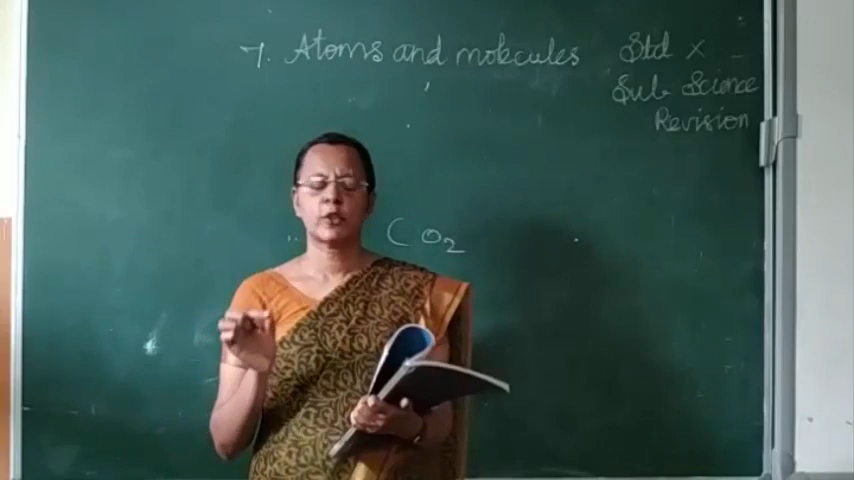 7. Atoms and molecules
Std X
Sub Science
Revision
CO₂